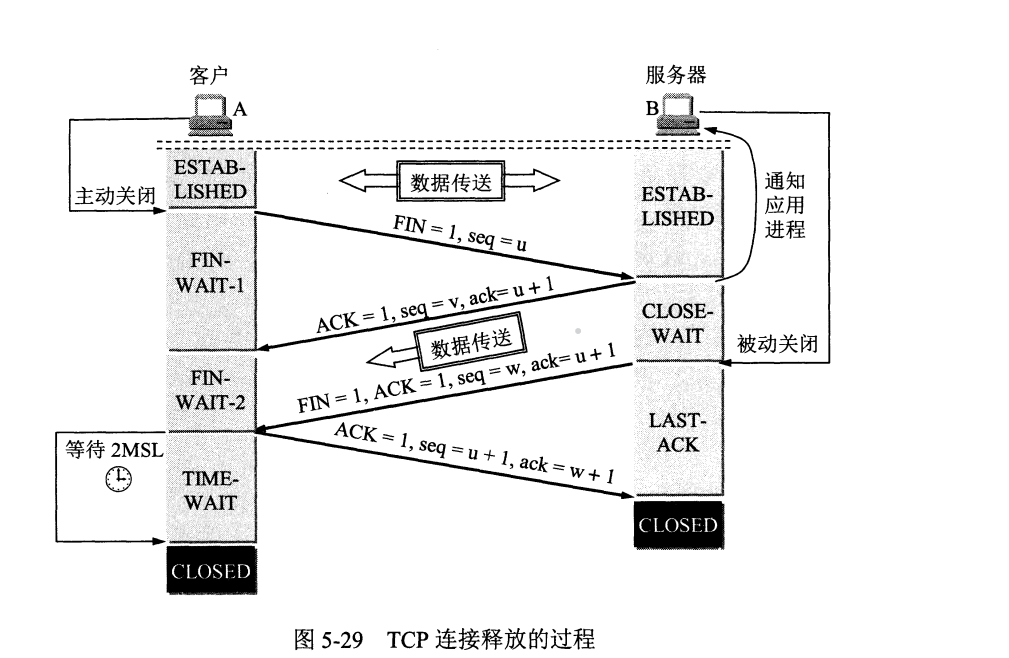 客户
服务器
A
B
ESTAB-
LISHED
数据传送
主动关闭
ESTAB-
LISHED
通知
应用
进程
FIN = 1, seq = u
FIN-
WAIT-1
ACK = 1, seq = v, ack= u + 1
CLOSE-
WAIT
数据传送
被动关闭
FIN-
WAIT-2
FIN = 1, ACK = 1, seq = w, ack= u + 1
LAST-
ACK
ACK = 1, seq = u + 1, ack = w + 1
等待 2MSL
TIME-
WAIT
CLOSED
CLOSED
图 5-29 TCP 连接释放的过程